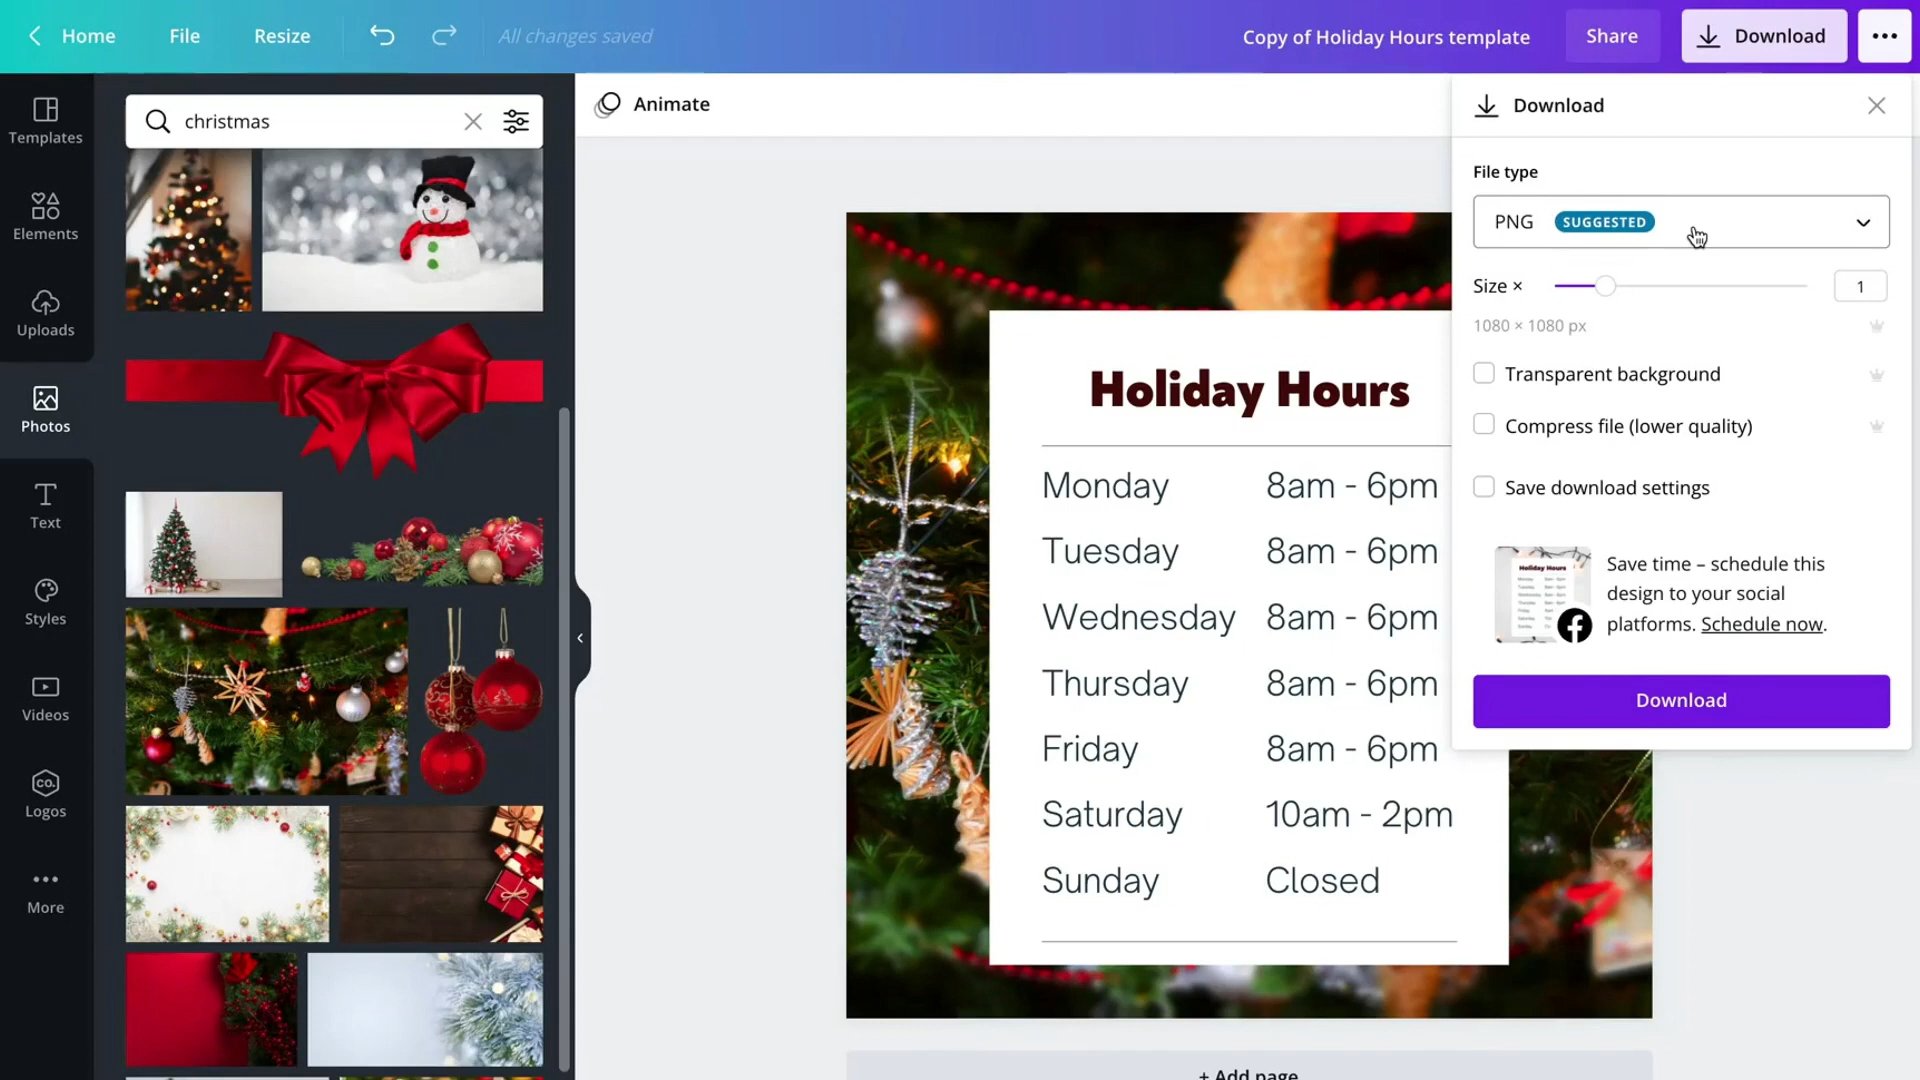 Home
File
Resize
All changes saved
Copy of Holiday Hours template
Share
Download
Templates
Elements
Uploads
Photos
Text
Styles
Videos
co.
Logos
More
christmas
Animate
Holiday Hours
Monday 8am - 6pm
Tuesday 8am - 6pm
Wednesday 8am - 6pm
Thursday 8am - 6pm
Friday 8am - 6pm
Saturday 10am - 2pm
Sunday Closed
+ Add page
Download
File type
PNG SUGGESTED
Size × 1
1080 × 1080 px
Transparent background
Compress file (lower quality)
Save download settings
Holiday Hours
Save time – schedule this
design to your social
platforms. Schedule now.
Download